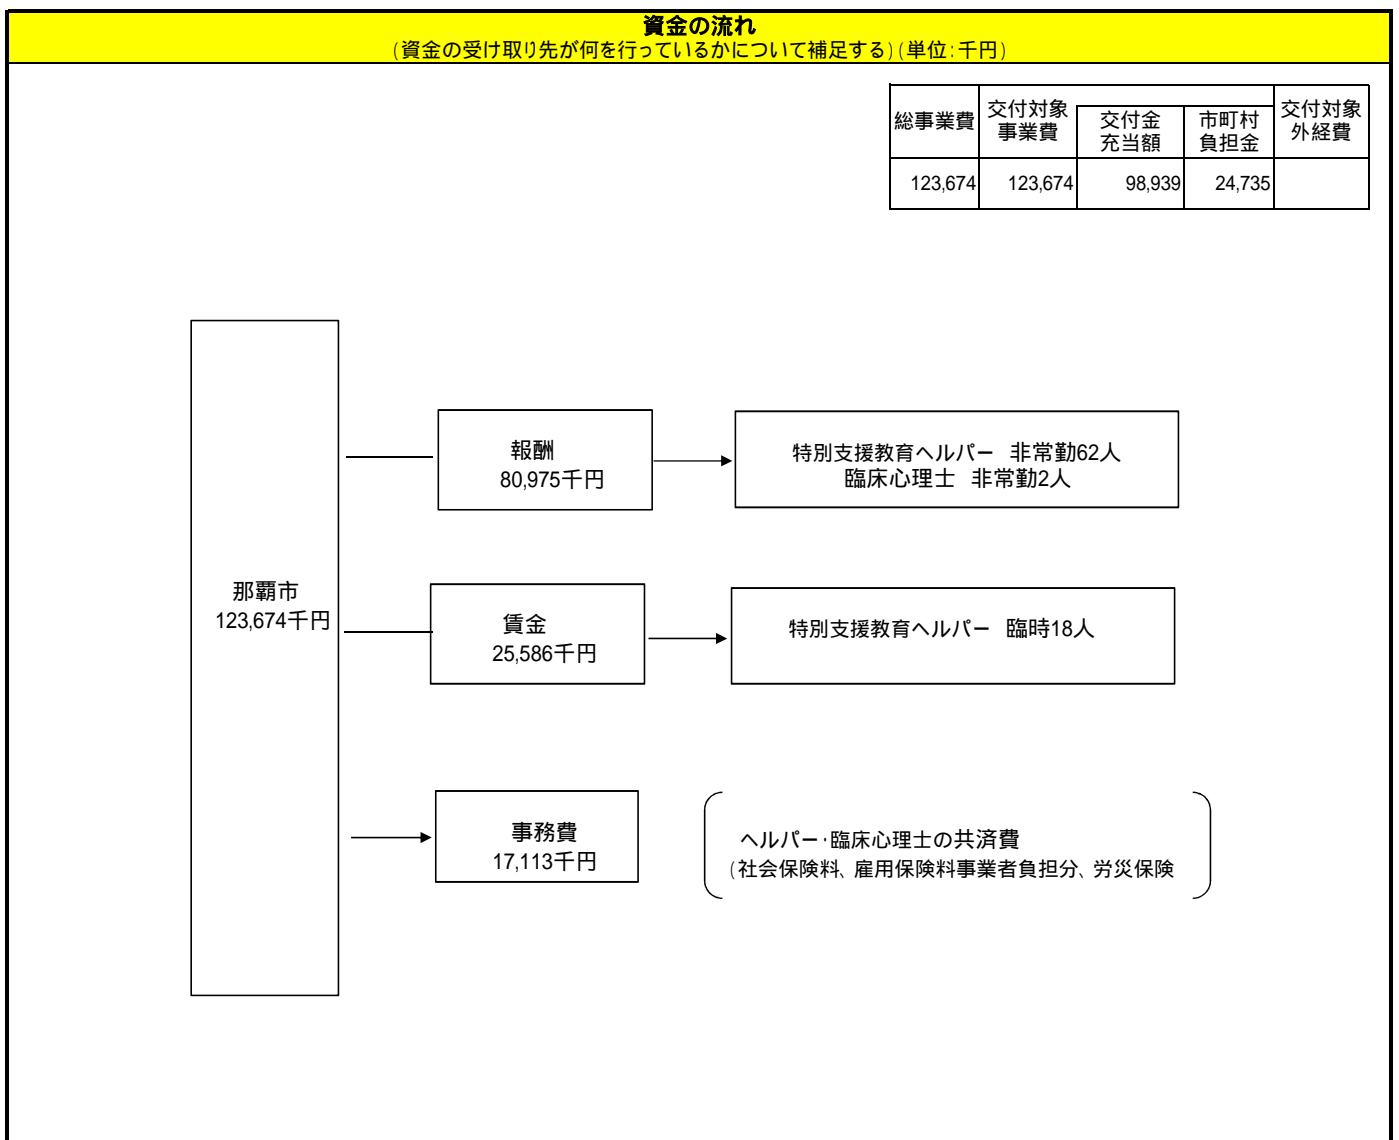 資金の流れ
(資金の受け取り先が何を行っているかについて補足する)(単位:千円)
総事業費
交付対象
事業費
交付金
充当額
市町村
負担金
交付対象
外経費
123,674
123,674
98,939
24,735
報酬
80,975千円
特別支援教育ヘルパー 非常勤62人
臨床心理士 非常勤2人
那覇市
123,674千円
賃金
25,586千円
特別支援教育ヘルパー 臨時18人
事務費
17,113千円
ヘルパー・臨床心理士の共済費
(社会保険料、雇用保険料事業者負担分、労災保険